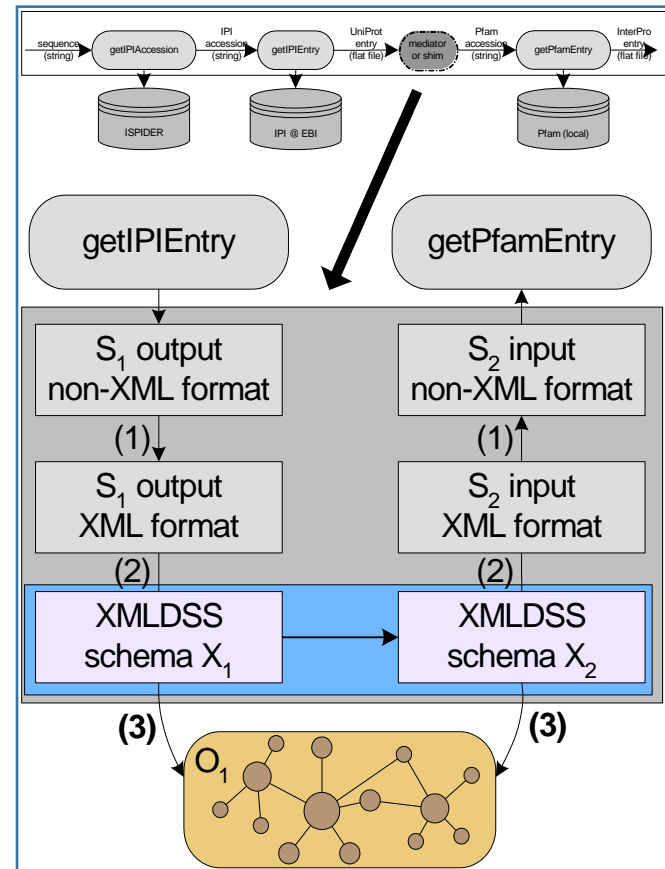 sequence
(string)
getIPIAccession
IPI
accession
(string)
getIPIEntry
UniProt
entry
(flat file)
mediator
or shim
Pfam
accession
(string)
getPfamEntry
InterPro
entry
(flat file)
ISPIDER
IPI @ EBI
Pfam (local)
getIPIEntry
getPfamEntry
S1 output
non-XML format
S2 input
non-XML format
(1)
(1)
S1 output
XML format
S2 input
XML format
(2)
(2)
XMLDSS
schema X1
XMLDSS
schema X2
(3)
(3)
O1